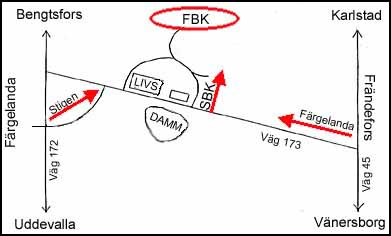 Bengtsfors
FBK
Karlstad
Färgelanda
Stigen
LIVS
SBK
Färgelanda
Frändefors
DAMM
Väg 172
Väg 173
Väg 45
Uddevalla
Vänersborg